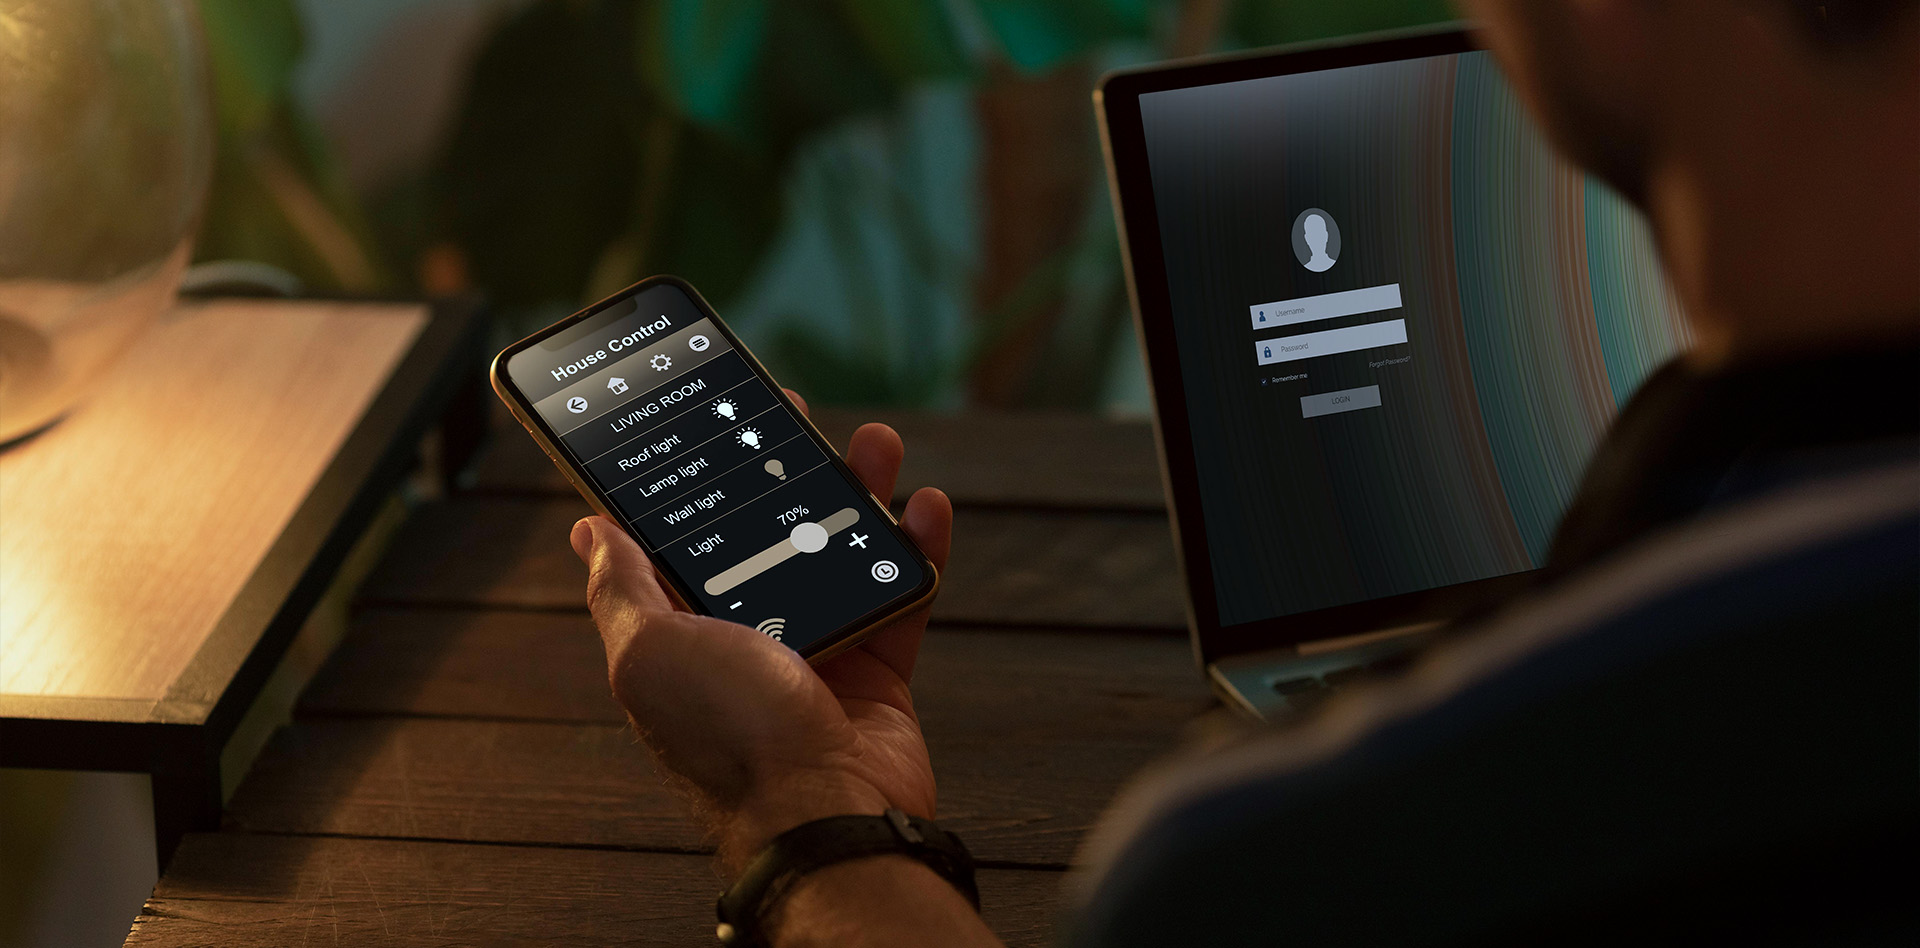 House Control
LIVING ROOM
Roof light
Lamp light
Wall light
70%
Light
+
-
Username
Password
Forgot Password?
Remember me
LOGIN